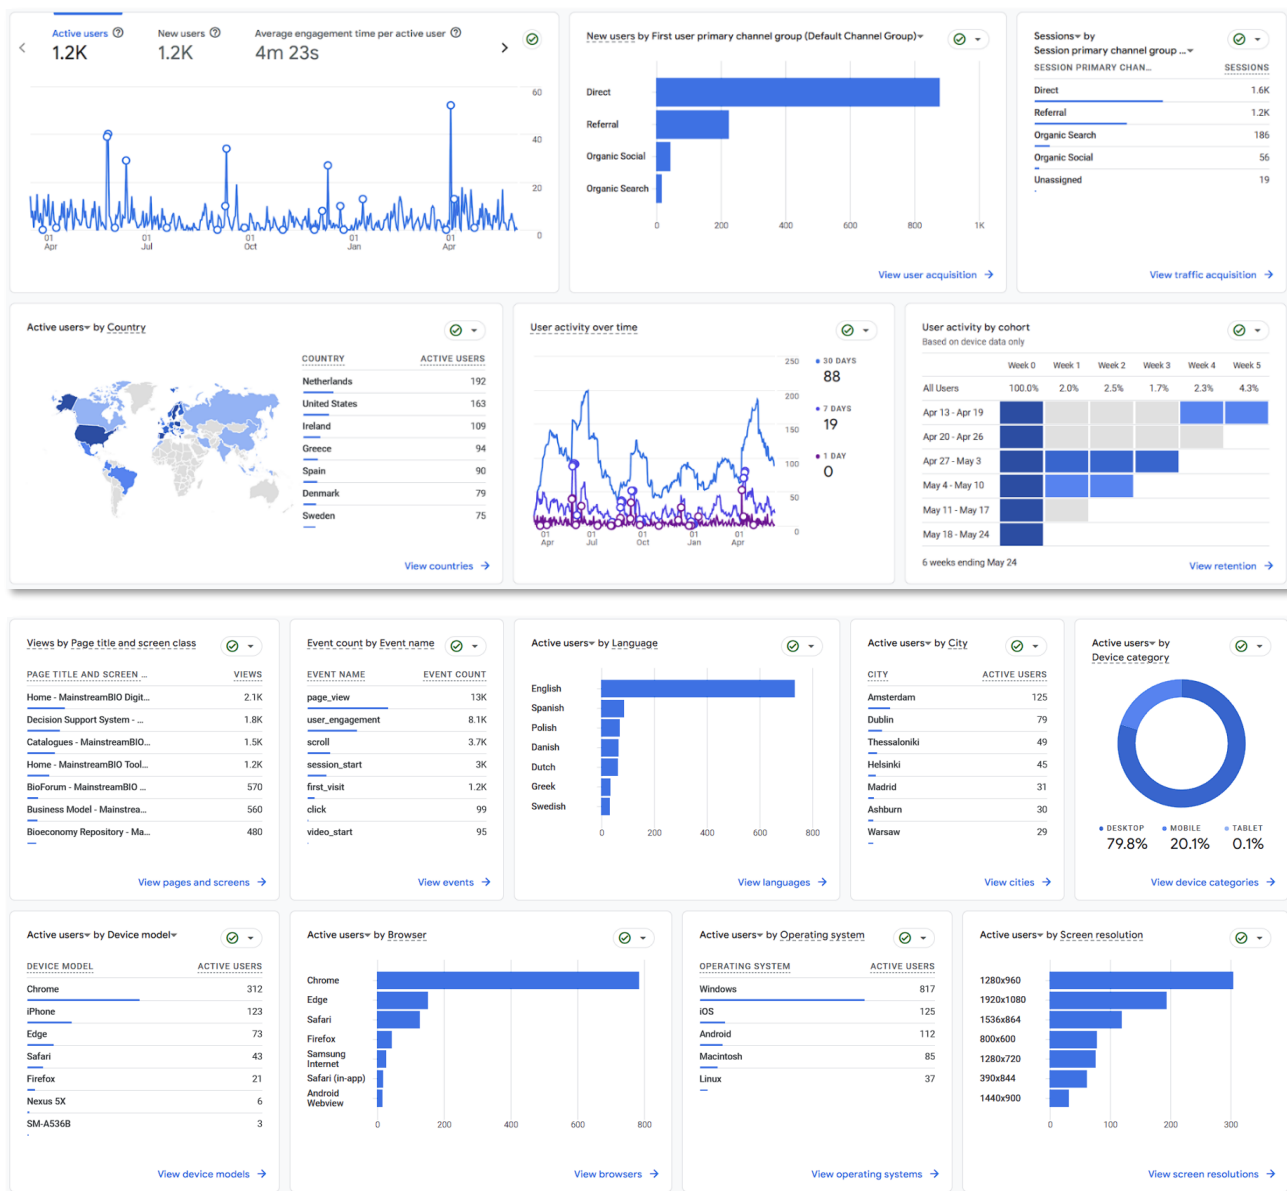 Active users
1.2K
New users
1.2K
Average engagement time per active user
4m 23s
60
40
20
0
01 Apr
01 Jul
01 Oct
01 Jan
01 Apr
New users by First user primary channel group (Default Channel Group)
Direct
Referral
Organic Social
Organic Search
0 200 400 600 800 1K
View user acquisition
Sessions by
Session primary channel group ...
SESSION PRIMARY CHAN... SESSIONS
Direct 1.6K
Referral 1.2K
Organic Search 186
Organic Social 56
Unassigned 19
View traffic acquisition
Active users by Country
COUNTRY ACTIVE USERS
Netherlands 192
United States 163
Ireland 109
Greece 94
Spain 90
Denmark 79
Sweden 75
View countries
User activity over time
250
200
150
100
50
0
01 Apr
01 Jul
01 Oct
01 Jan
01 Apr
30 DAYS
88
7 DAYS
19
1 DAY
0
User activity by cohort
Based on device data only
Week 0 Week 1 Week 2 Week 3 Week 4 Week 5
All Users 100.0% 2.0% 2.5% 1.7% 2.3% 4.3%
Apr 13 - Apr 19
Apr 20 - Apr 26
Apr 27 - May 3
May 4 - May 10
May 11 - May 17
May 18 - May 24
6 weeks ending May 24
View retention
Views by Page title and screen class
PAGE TITLE AND SCREEN ... VIEWS
Home - MainstreamBIO Digit... 2.1K
Decision Support System - ... 1.8K
Catalogues - MainstreamBIO... 1.5K
Home - MainstreamBIO Tool... 1.2K
BioForum - MainstreamBIO ... 570
Business Model - Mainstrea... 560
Bioeconomy Repository - Ma... 480
View pages and screens
Event count by Event name
EVENT NAME EVENT COUNT
page_view 13K
user_engagement 8.1K
scroll 3.7K
session_start 3K
first_visit 1.2K
click 99
video_start 95
View events
Active users by Language
English
Spanish
Polish
Danish
Dutch
Greek
Swedish
0 200 400 600 800
View languages
Active users by City
CITY ACTIVE USERS
Amsterdam 125
Dublin 79
Thessaloniki 49
Helsinki 45
Madrid 31
Ashburn 30
Warsaw 29
View cities
Active users by
Device category
DESKTOP MOBILE TABLET
79.8% 20.1% 0.1%
View device categories
Active users by Device model
DEVICE MODEL ACTIVE USERS
Chrome 312
iPhone 123
Edge 73
Safari 43
Firefox 21
Nexus 5X 6
SM-A536B 3
View device models
Active users by Browser
Chrome
Edge
Safari
Firefox
Samsung
Internet
Safari (in-app)
Android
Webview
0 200 400 600 800
View browsers
Active users by Operating system
OPERATING SYSTEM ACTIVE USERS
Windows 817
iOS 125
Android 112
Macintosh 85
Linux 37
View operating systems
Active users by Screen resolution
1280x960
1920x1080
1536x864
800x600
1280x720
390x844
1440x900
0 100 200 300
View screen resolutions